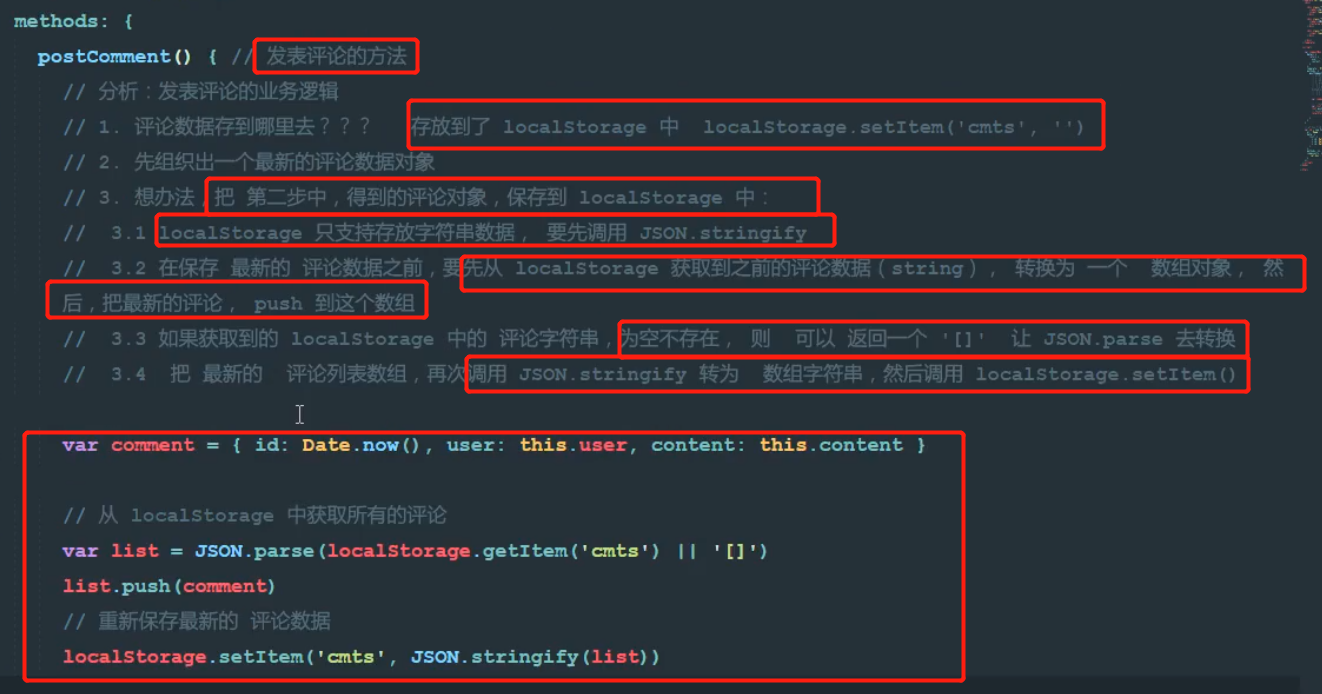 methods: {
postComment() { // 发表评论的方法
// 分析：发表评论的业务逻辑
// 1. 评论数据存到哪里去？？？ 存放到了 localStorage 中 localStorage.setItem('cmts', '')
// 2. 先组织出一个最新的评论数据对象
// 3. 想办法，把 第二步中，得到的评论对象，保存到 localStorage 中：
// 3.1 localStorage 只支持存放字符串数据， 要先调用 JSON.stringify
// 3.2 在保存 最新的 评论数据之前，要先从 localStorage 获取到之前的评论数据（string）， 转换为 一个 数组对象， 然
后，把最新的评论， push 到这个数组
// 3.3 如果获取到的 localStorage 中的 评论字符串，为空不存在， 则 可以 返回一个 '[]' 让 JSON.parse 去转换
// 3.4 把 最新的 评论列表数组，再次调用 JSON.stringify 转为 数组字符串，然后调用 localStorage.setItem()
var comment = { id: Date.now(), user: this.user, content: this.content }
// 从 localStorage 中获取所有的评论
var list = JSON.parse(localStorage.getItem('cmts') || '[]')
list.push(comment)
// 重新保存最新的 评论数据
localStorage.setItem('cmts', JSON.stringify(list))